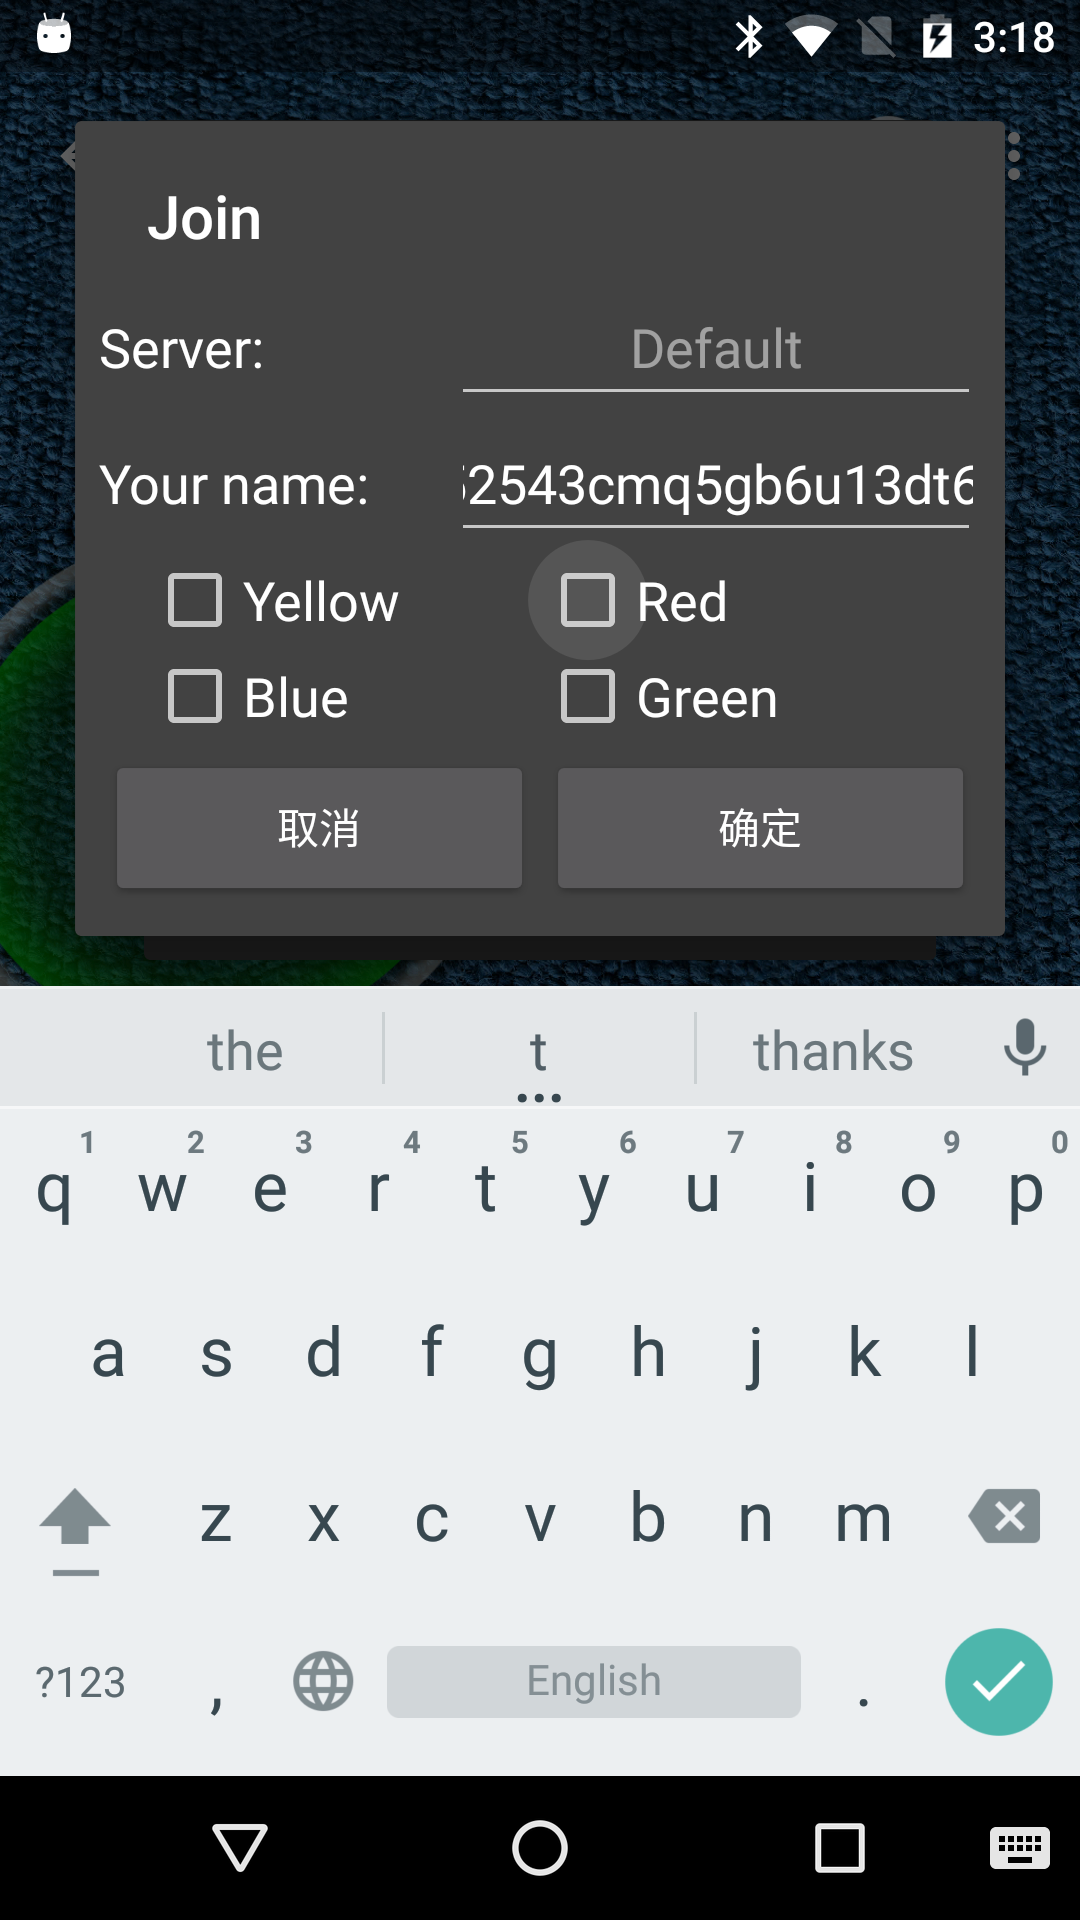 3:18
Join
Server: Default
Your name: 2543cmq5gb6u13dt6
Yellow Red
Blue Green
取消 确定
the t thanks
1 2 3 4 5 6 7 8 9 0
q w e r t y u i o p
a s d f g h j k l
z x c v b n m
?123 , English .